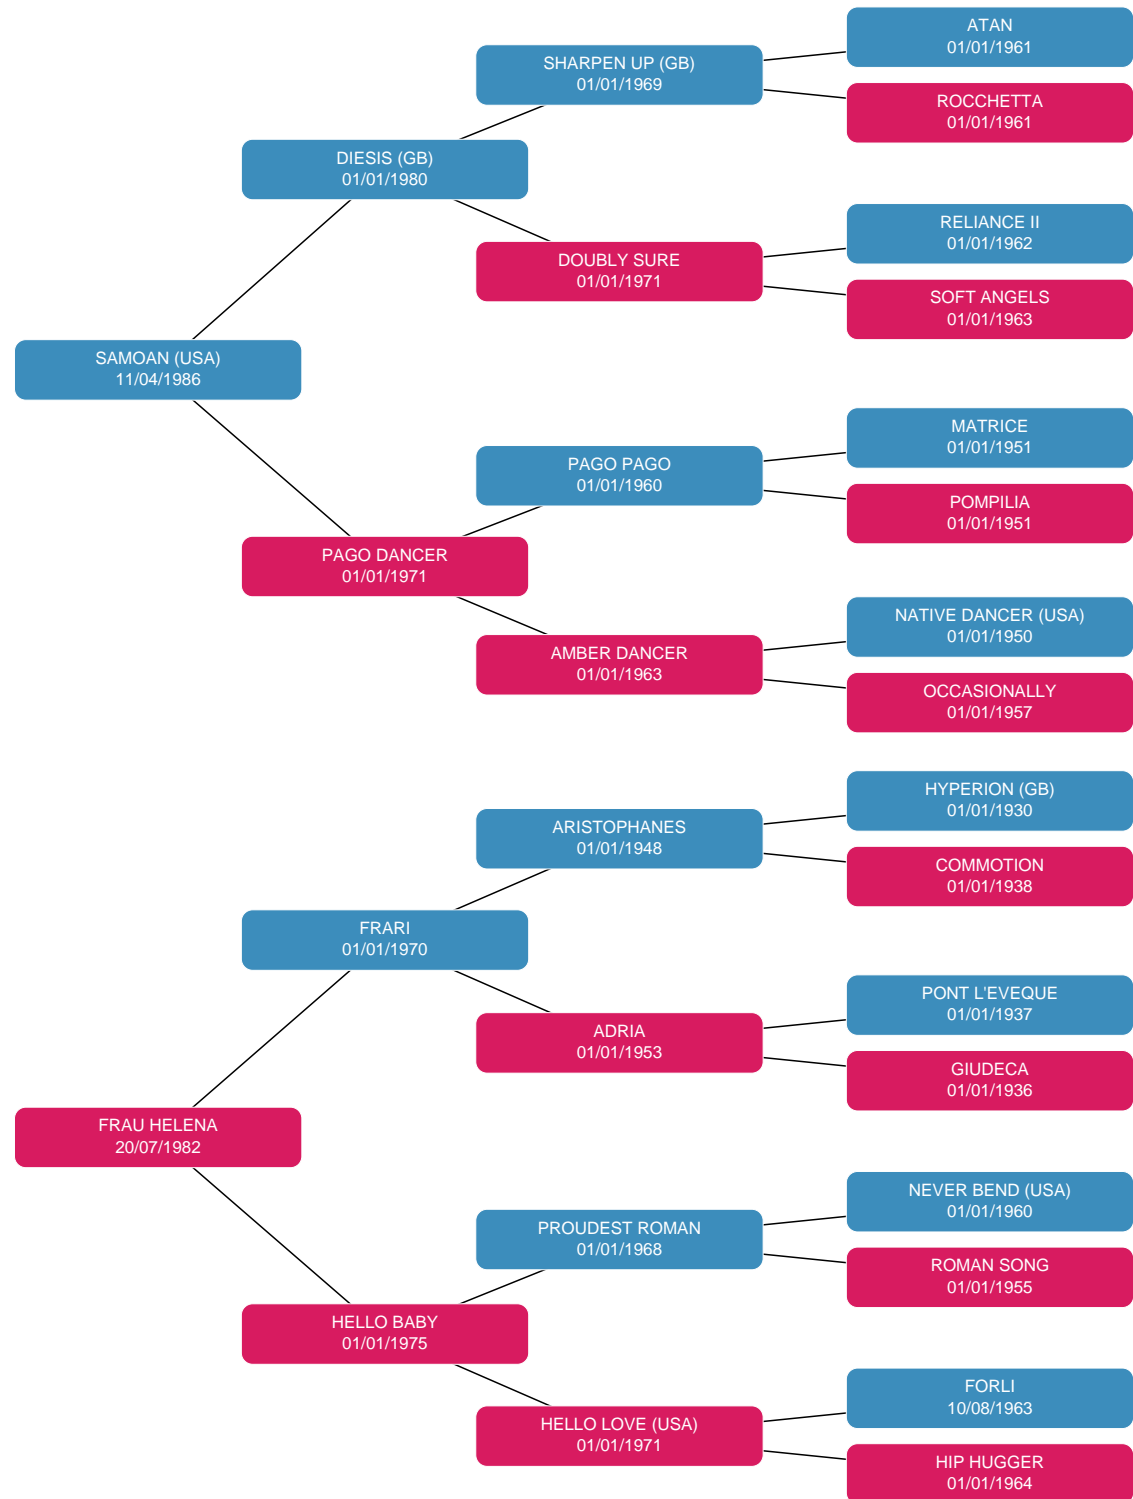 ATAN
01/01/1961
SHARPEN UP (GB)
01/01/1969
ROCCHETTA
01/01/1961
DIESIS (GB)
01/01/1980
RELIANCE II
01/01/1962
DOUBLY SURE
01/01/1971
SOFT ANGELS
01/01/1963
SAMOAN (USA)
11/04/1986
MATRICE
01/01/1951
PAGO PAGO
01/01/1960
POMPILIA
01/01/1951
PAGO DANCER
01/01/1971
NATIVE DANCER (USA)
01/01/1950
AMBER DANCER
01/01/1963
OCCASIONALLY
01/01/1957
HYPERION (GB)
01/01/1930
ARISTOPHANES
01/01/1948
COMMOTION
01/01/1938
FRARI
01/01/1970
PONT L'EVEQUE
01/01/1937
ADRIA
01/01/1953
GIUDECA
01/01/1936
FRAU HELENA
20/07/1982
NEVER BEND (USA)
01/01/1960
PROUDEST ROMAN
01/01/1968
ROMAN SONG
01/01/1955
HELLO BABY
01/01/1975
FORLI
10/08/1963
HELLO LOVE (USA)
01/01/1971
HIP HUGGER
01/01/1964